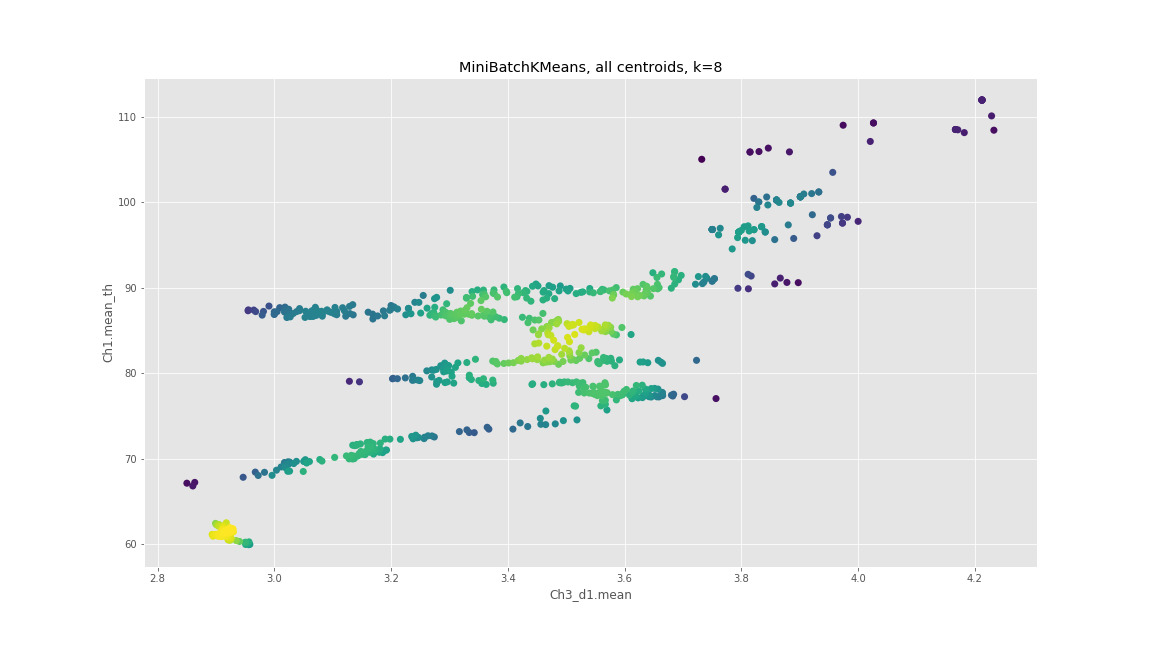 MiniBatchKMeans, all centroids, k=8
110
100
90
80
70
60
Ch1.mean_th
2.8 3.0 3.2 3.4 3.6 3.8 4.0 4.2
Ch3_d1.mean